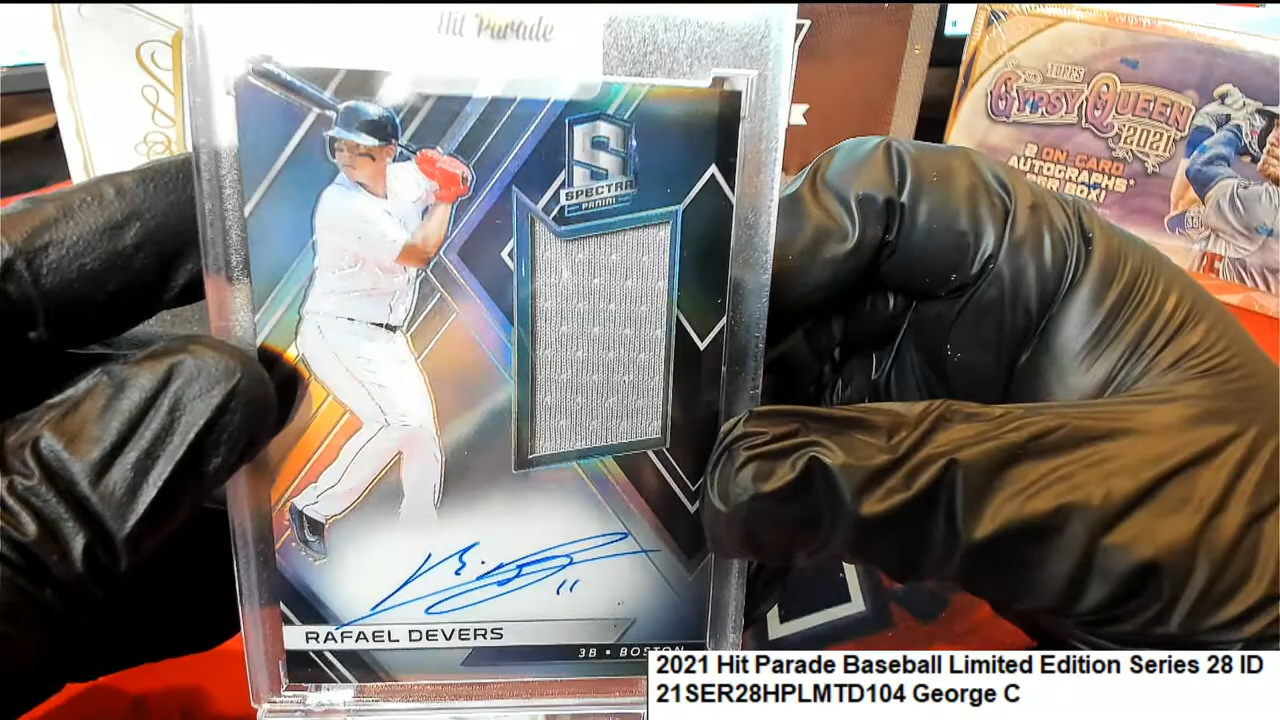 Hit Parade
S
SPECTRA
PANINI
RAFAEL DEVERS
3B • BOSTON
11
TOPPS
GYPSY QUEEN
2021
2 ON-CARD
AUTOGRAPHS*
PER BOX!
2021 Hit Parade Baseball Limited Edition Series 28 ID
21SER28HPLMTD104 George C